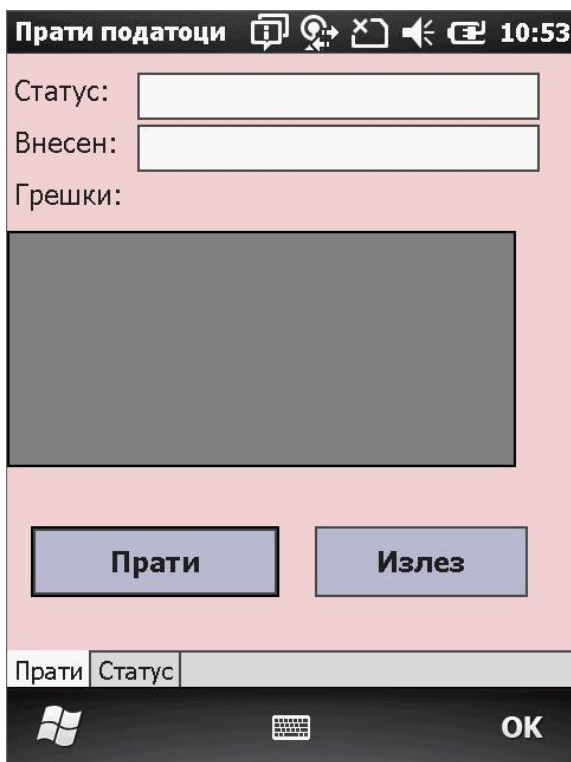 Прати податоци 10:53
Статус:
Внесен:
Грешки:
Прати Излез
Прати Статус
OK